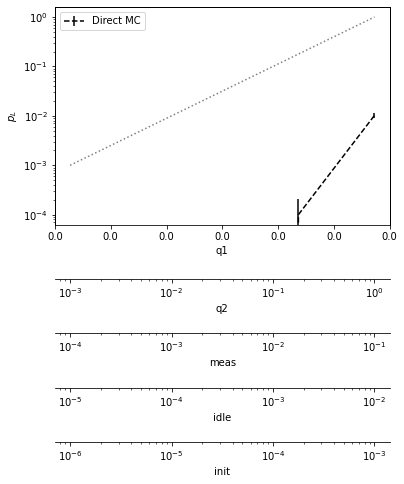 Direct MC
10⁰
10⁻¹
10⁻²
10⁻³
10⁻⁴
p_L
0.0 0.0 0.0 0.0 0.0 0.0 0.0
q1
10⁻³ 10⁻² 10⁻¹ 10⁰
q2
10⁻⁴ 10⁻³ 10⁻² 10⁻¹
meas
10⁻⁵ 10⁻⁴ 10⁻³ 10⁻²
idle
10⁻⁶ 10⁻⁵ 10⁻⁴ 10⁻³
init